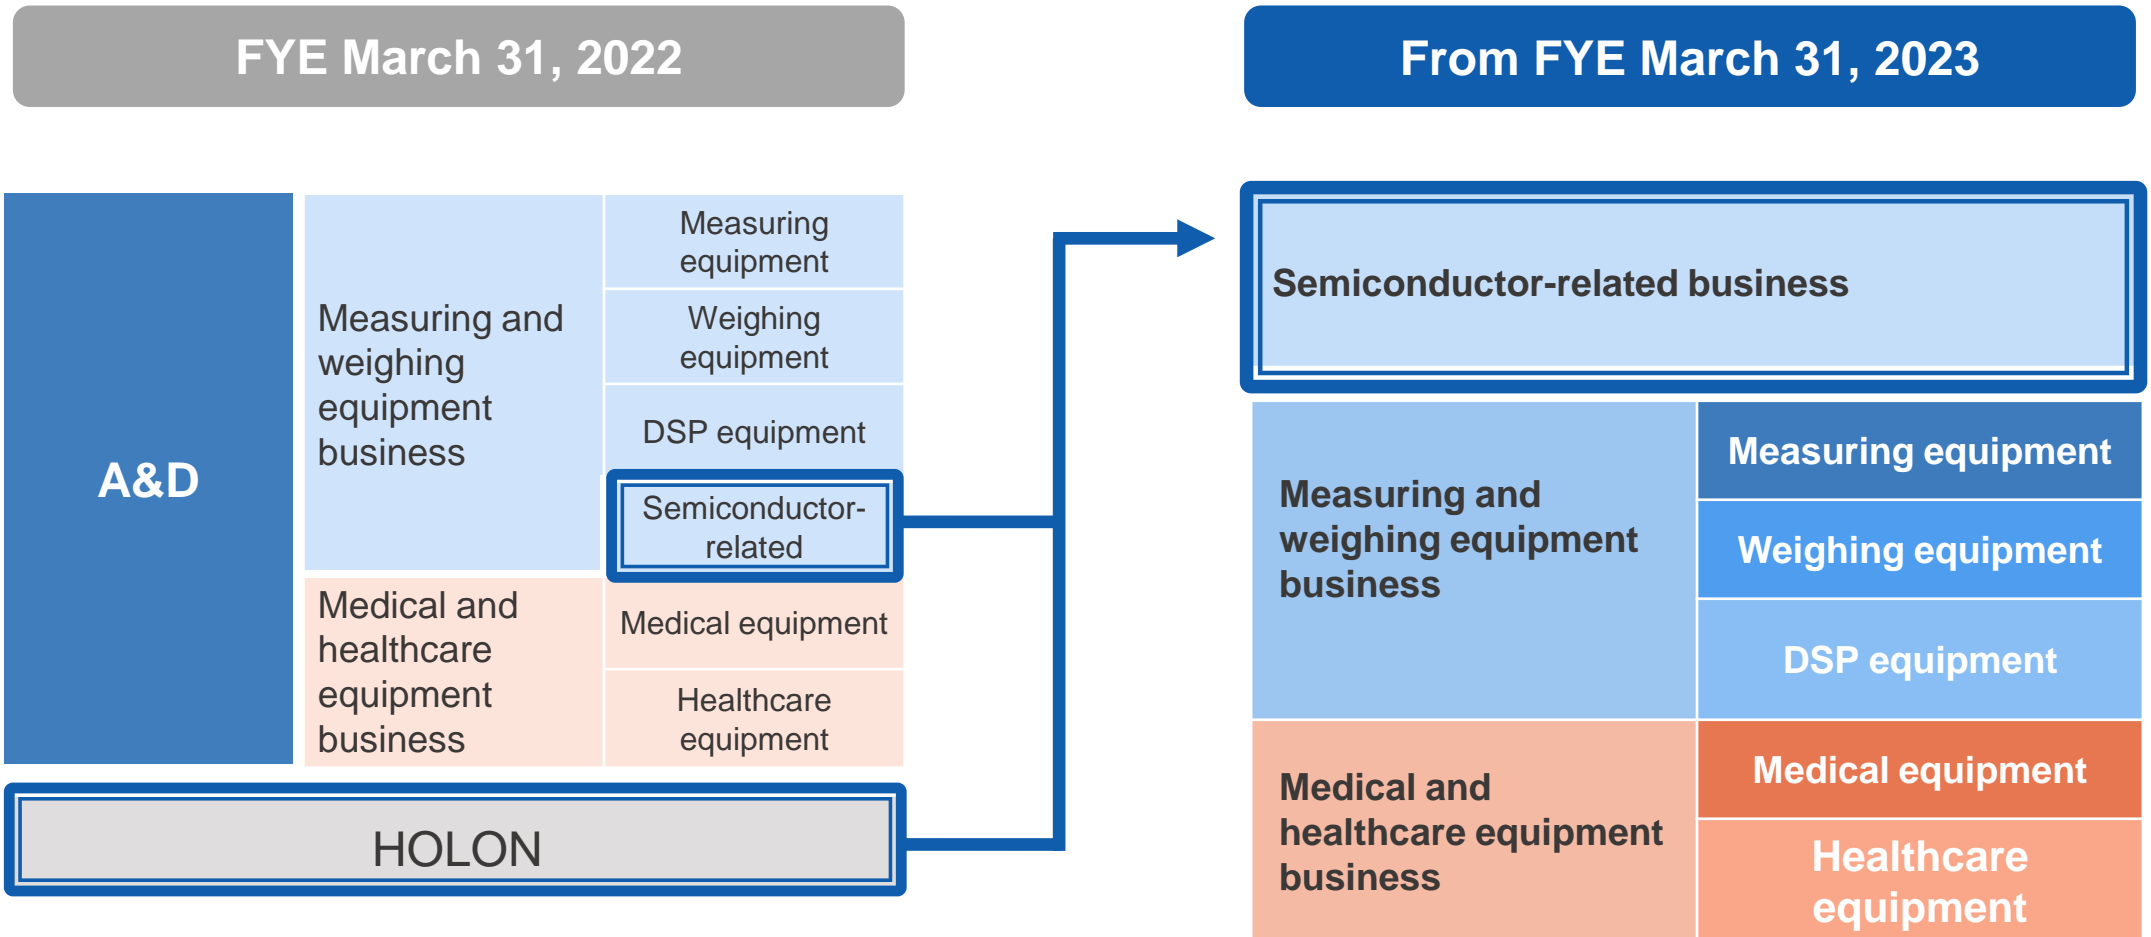 FYE March 31, 2022
A&D
Measuring and
weighing
equipment
business
Measuring
equipment
Weighing
equipment
DSP equipment
Semiconductor-
related
Medical and
healthcare
equipment
business
Medical equipment
Healthcare
equipment
HOLON
From FYE March 31, 2023
Semiconductor-related business
Measuring and
weighing equipment
business
Measuring equipment
Weighing equipment
DSP equipment
Medical and
healthcare equipment
business
Medical equipment
Healthcare
equipment